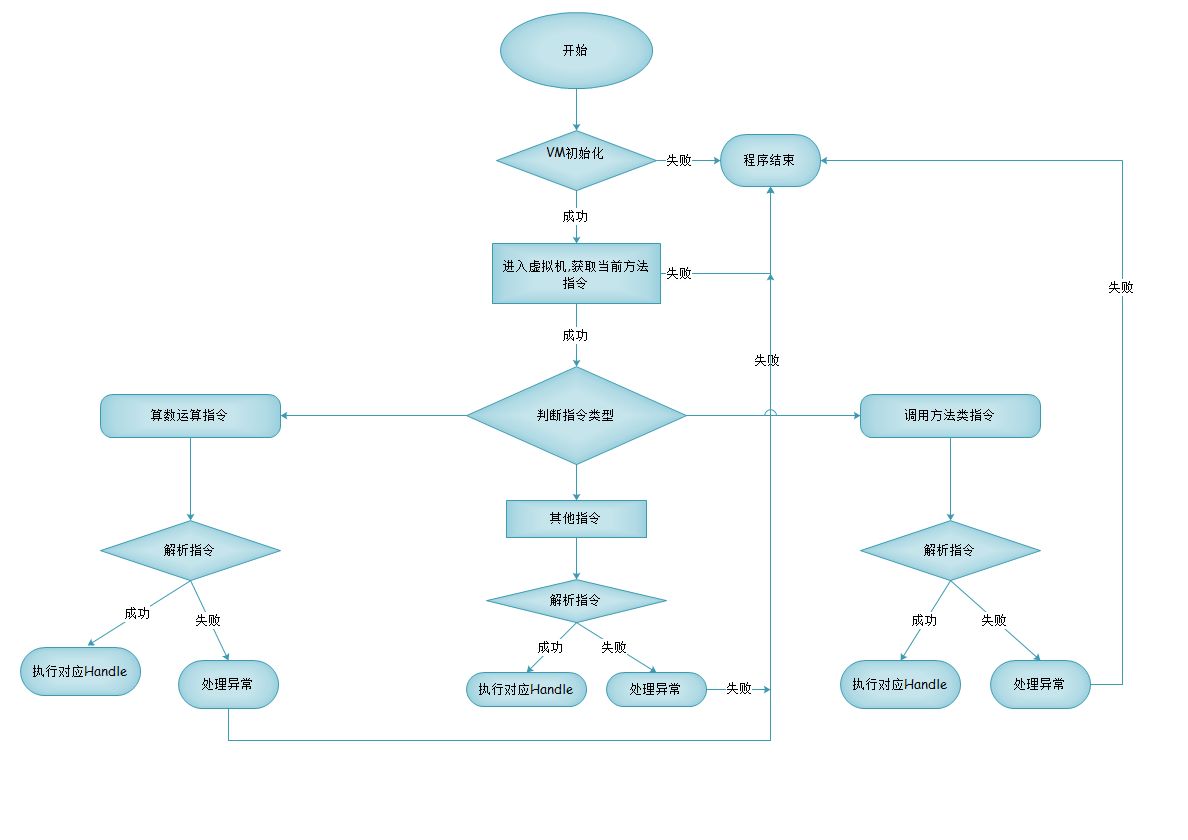 开始
VM初始化
失败
程序结束
成功
进入虚拟机,获取当前方法
指令
失败
失败
成功
失败
算数运算指令
判断指令类型
调用方法类指令
其他指令
解析指令
解析指令
解析指令
成功
失败
成功
失败
成功
失败
执行对应Handle
处理异常
执行对应Handle
处理异常
失败
执行对应Handle
处理异常